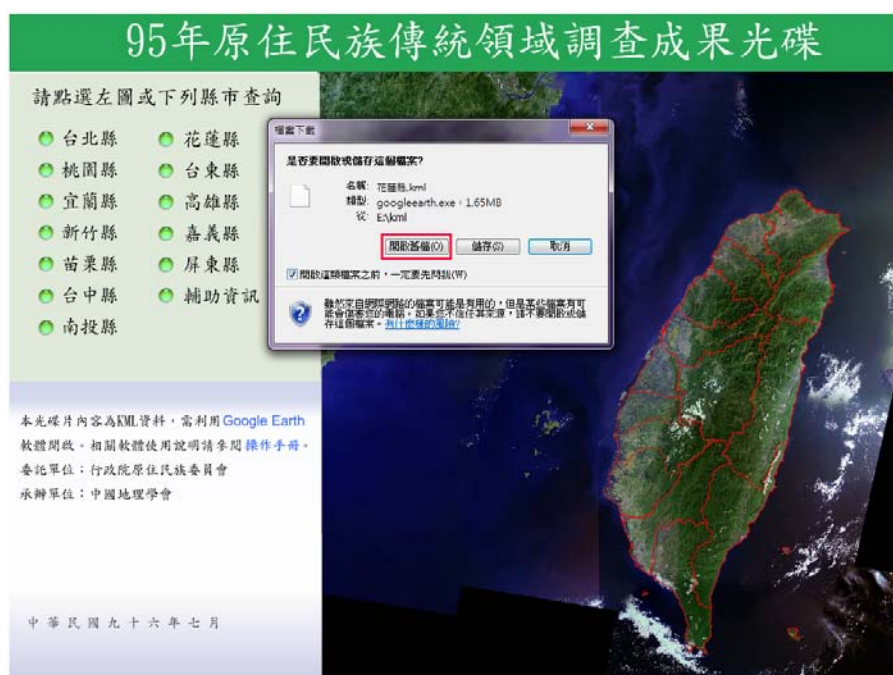 95年原住民族傳統領域調查成果光碟
請點選左圖或下列縣市查詢
台北縣 花蓮縣
桃園縣 台東縣
宜蘭縣 高雄縣
新竹縣 嘉義縣
苗栗縣 屏東縣
台中縣 輔助資訊
南投縣
檔案下載
是否要開啟或儲存這個檔案?
名稱: 花蓮縣.kml
類型: googleearth.exe,1.65MB
從: E:\kml
開啟舊檔(O) 儲存(S) 取消
開啟這類檔案之前,一定要先問我(W)
雖然來自網際網路的檔案可能是有用的,但是某些檔案有可
能會傷害您的電腦。如果您不信任其來源,請不要開啟或儲
存這個檔案。有什麼樣的風險?
本光碟片內容為KML資料,需利用Google Earth
軟體開啟。相關軟體使用說明請參閱操作手冊。
委託單位:行政院原住民族委員會
承辦單位:中國地理學會
中華民國九十六年七月